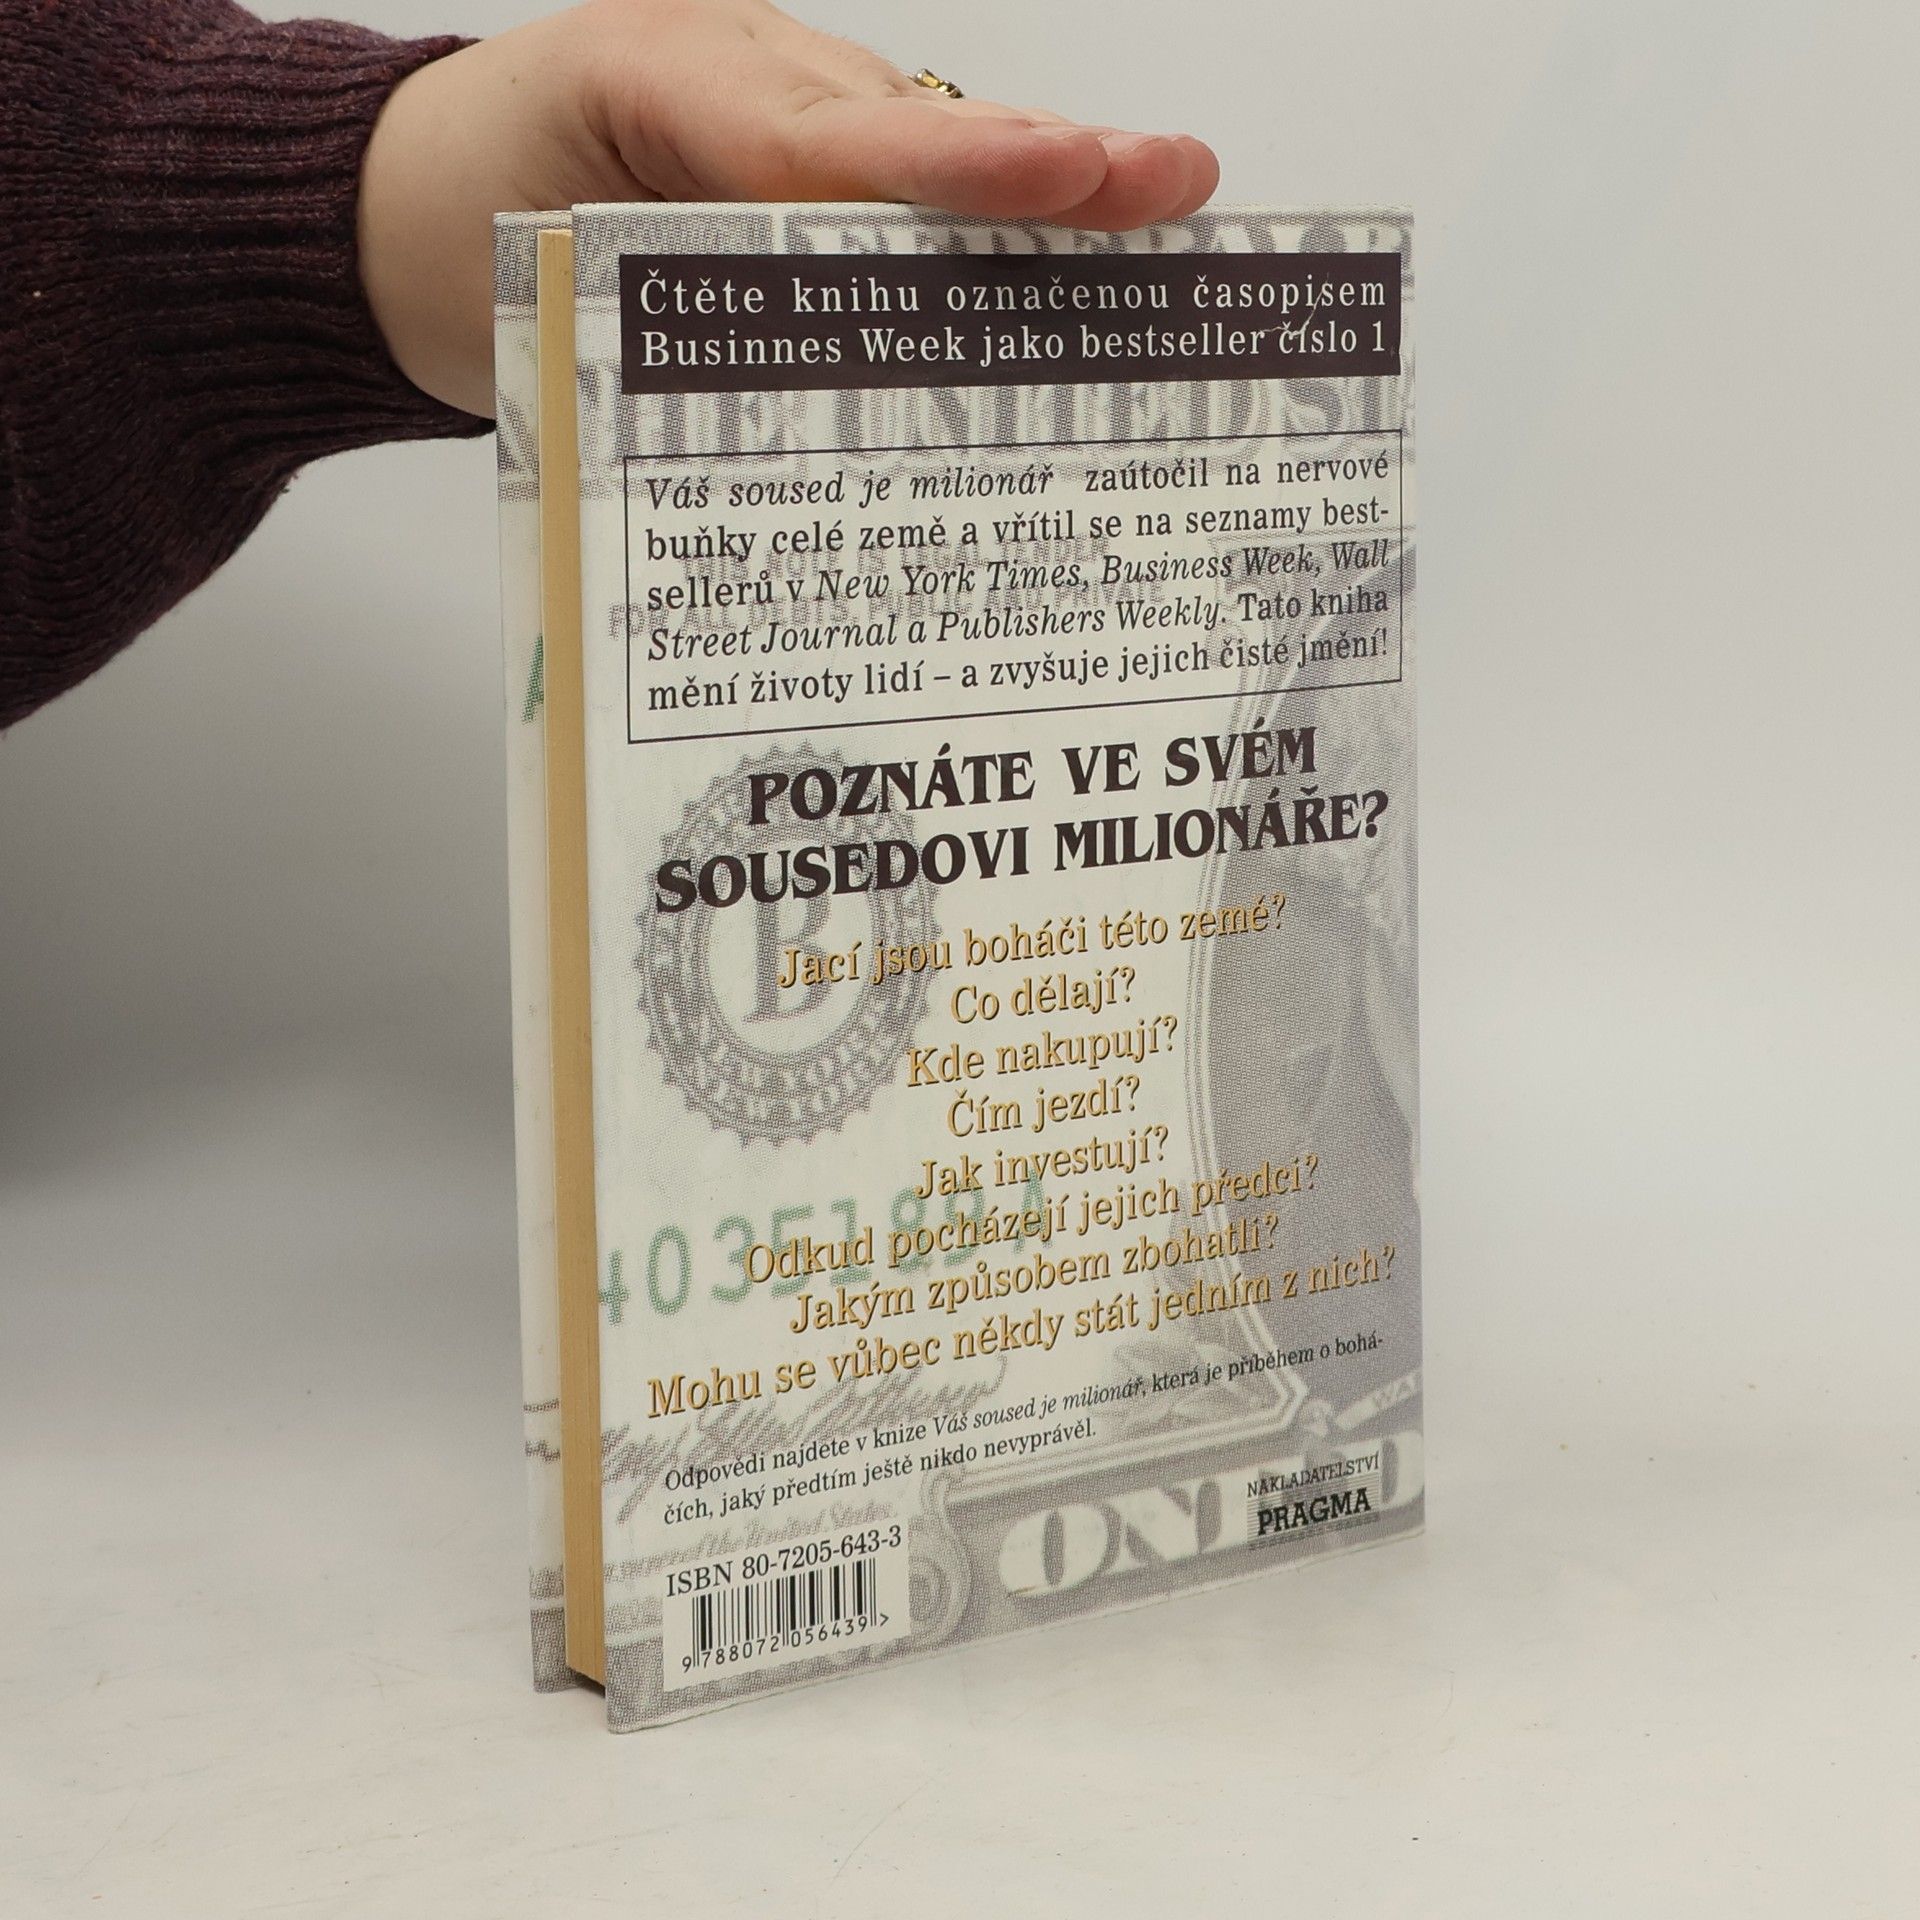 FEDERAL R
Čtěte knihu označenou časopisem
Businnes Week jako bestseller číslo 1
THE UNITED ST
Váš soused je milionář zaútočil na nervové
buňky celé země a vřítil se na seznamy best-
sellerů v New York Times, Business Week, Wall
Street Journal a Publishers Weekly. Tato kniha
mění životy lidí – a zvyšuje jejich čisté jmění!
POZNÁTE VE SVÉM
SOUSEDOVI MILIONÁŘE?
B
Jací jsou boháči této země?
Co dělají?
Kde nakupují?
Čím jezdí?
Jak investují?
Odkud pocházejí jejich předci?
Jakým způsobem zbohatli?
Mohu se vůbec někdy stát jedním z nich?
Odpovědi najdete v knize Váš soused je milionář, která je příběhem o bohá-
čích, jaký předtím ještě nikdo nevyprávěl.
NAKLADATELSTVÍ
PRAGMA
ON
ISBN 80-7205-643-3
9 788072 056439 >